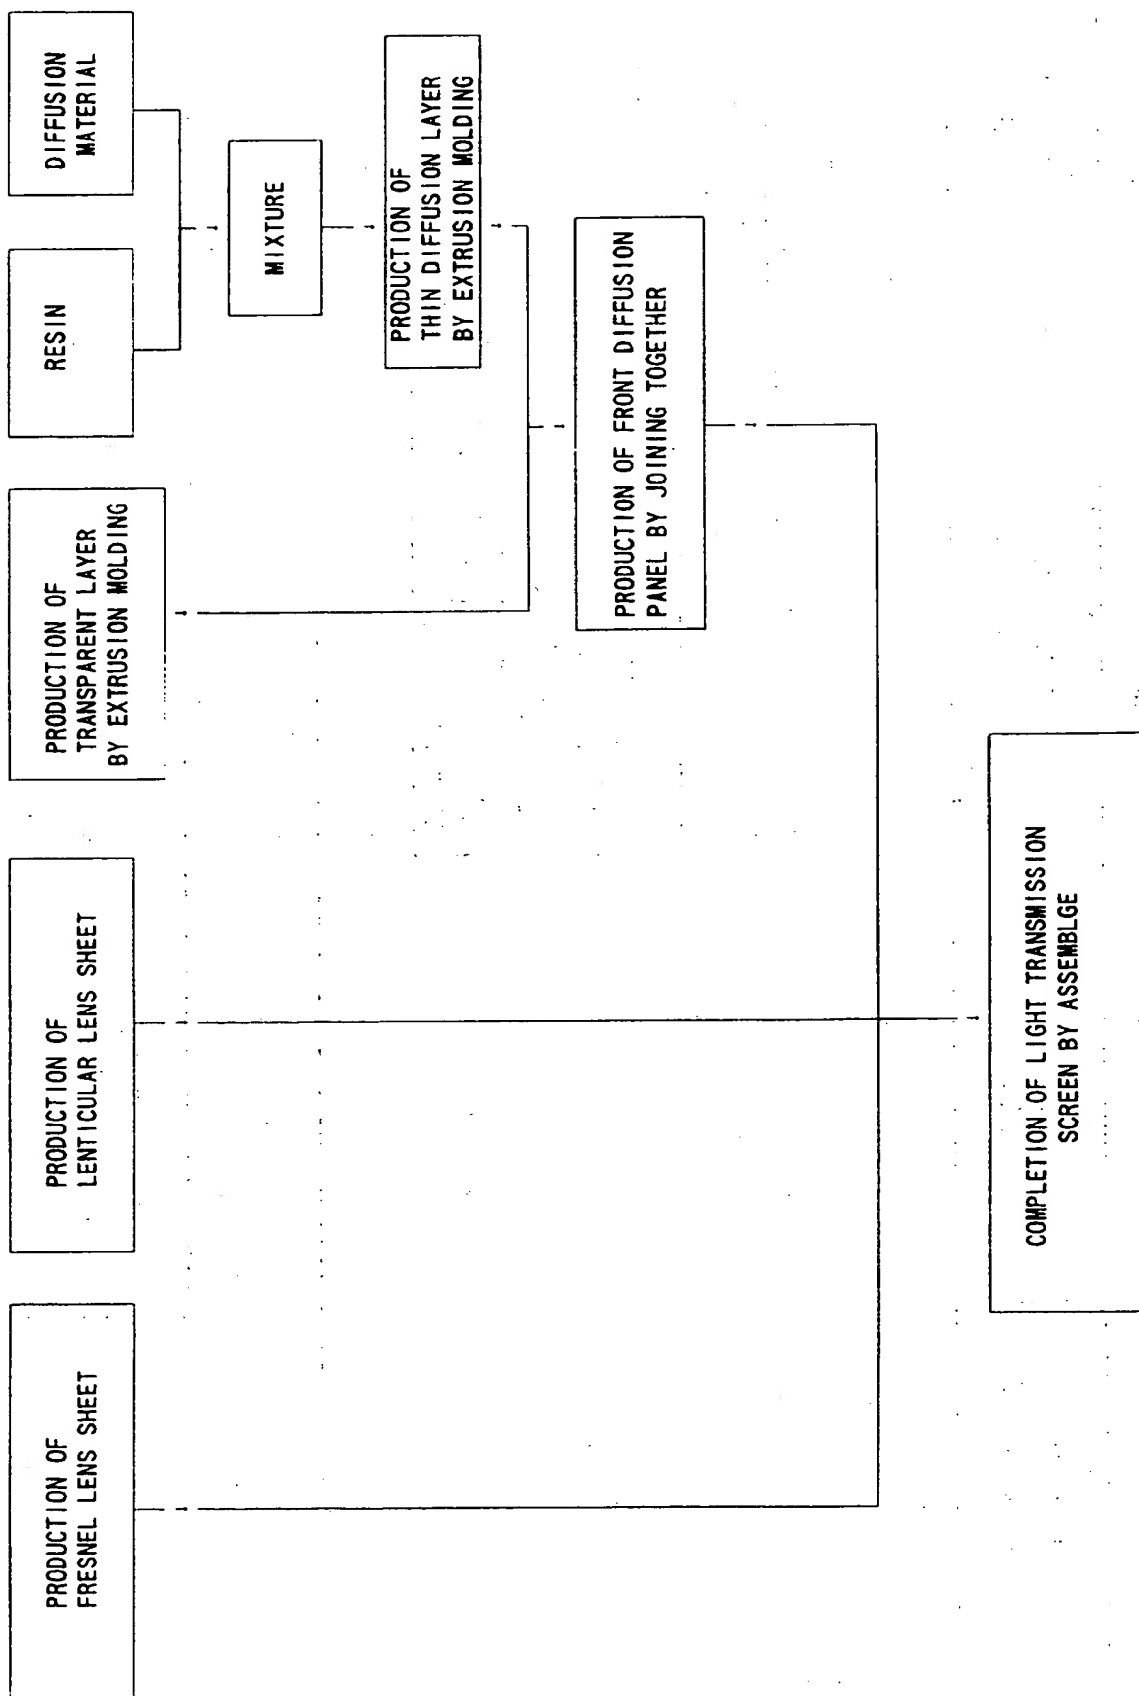 PRODUCTION OF
FRESNEL LENS SHEET
PRODUCTION OF
LENTICULAR LENS SHEET
PRODUCTION OF
TRANSPARENT LAYER
BY EXTRUSION MOLDING
RESIN
DIFFUSION
MATERIAL
MIXTURE
PRODUCTION OF
THIN DIFFUSION LAYER
BY EXTRUSION MOLDING
PRODUCTION OF FRONT DIFFUSION
PANEL BY JOINING TOGETHER
COMPLETION OF LIGHT TRANSMISSION
SCREEN BY ASSEMBLGE